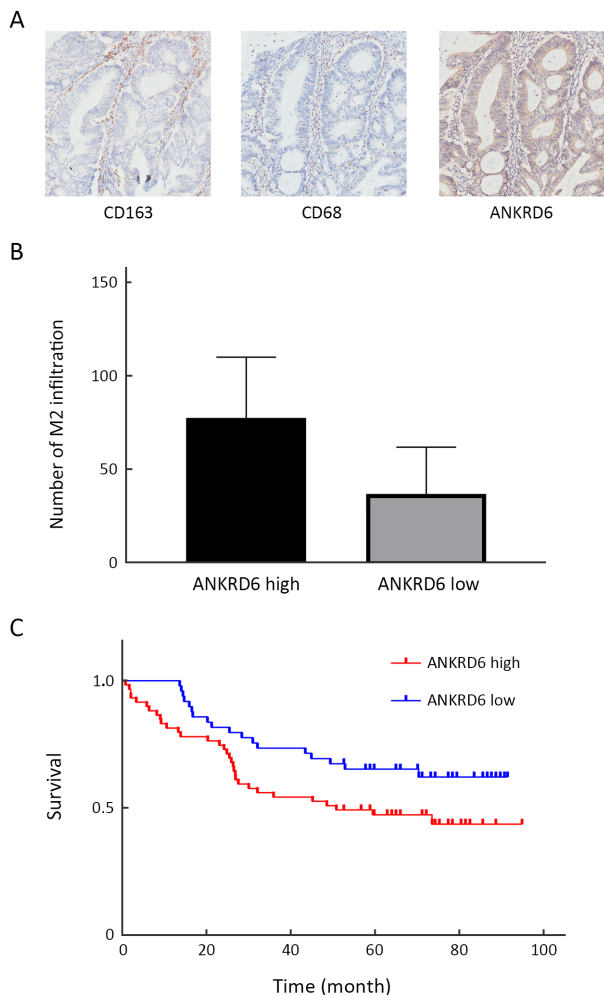 A
CD163
CD68
ANKRD6
B
Number of M2 infiltration
150
100
50
0
ANKRD6 high
ANKRD6 low
C
ANKRD6 high
ANKRD6 low
Survival
1.0
0.5
0
0
20
40
60
80
100
Time (month)